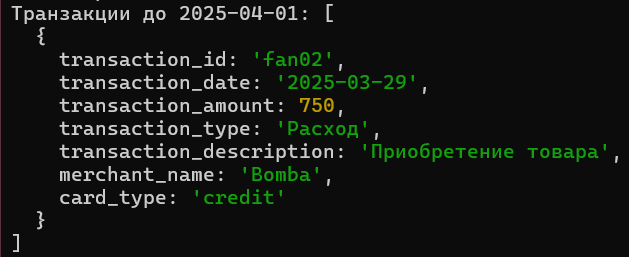 Транзакции до 2025-04-01: [
  {
    transaction_id: 'fan02',
    transaction_date: '2025-03-29',
    transaction_amount: 750,
    transaction_type: 'Расход',
    transaction_description: 'Приобретение товара',
    merchant_name: 'Bomba',
    card_type: 'credit'
  }
]